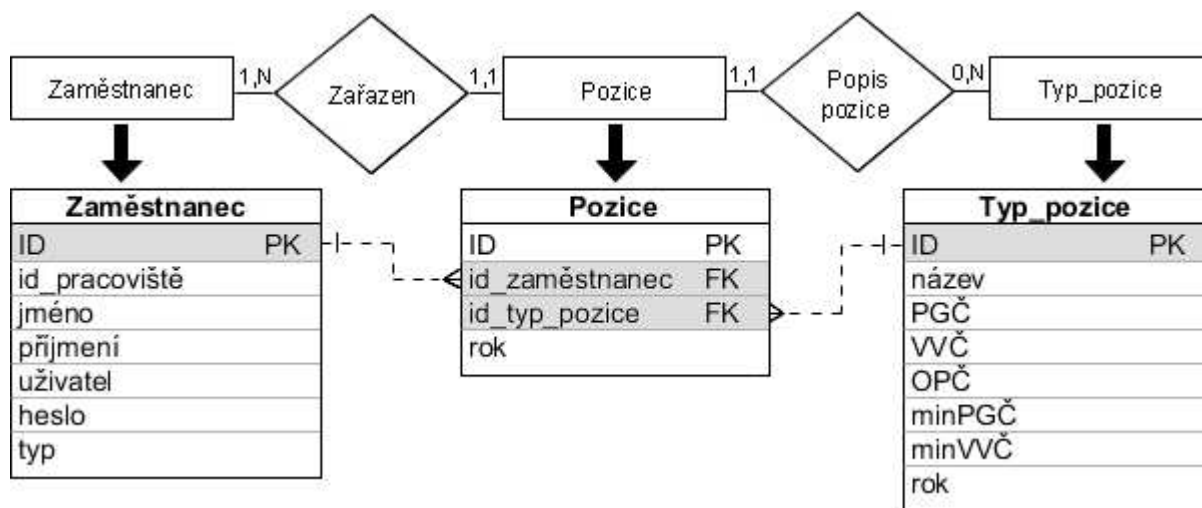 Zaměstnanec
1,N
Zařazen
1,1
Pozice
1,1
Popis
pozice
0,N
Typ_pozice
Zaměstnanec
ID PK
id_pracoviště
jméno
příjmení
uživatel
heslo
typ
Pozice
ID PK
id_zaměstnanec FK
id_typ_pozice FK
rok
Typ_pozice
ID PK
název
PGČ
VVČ
OPČ
minPGČ
minVVČ
rok